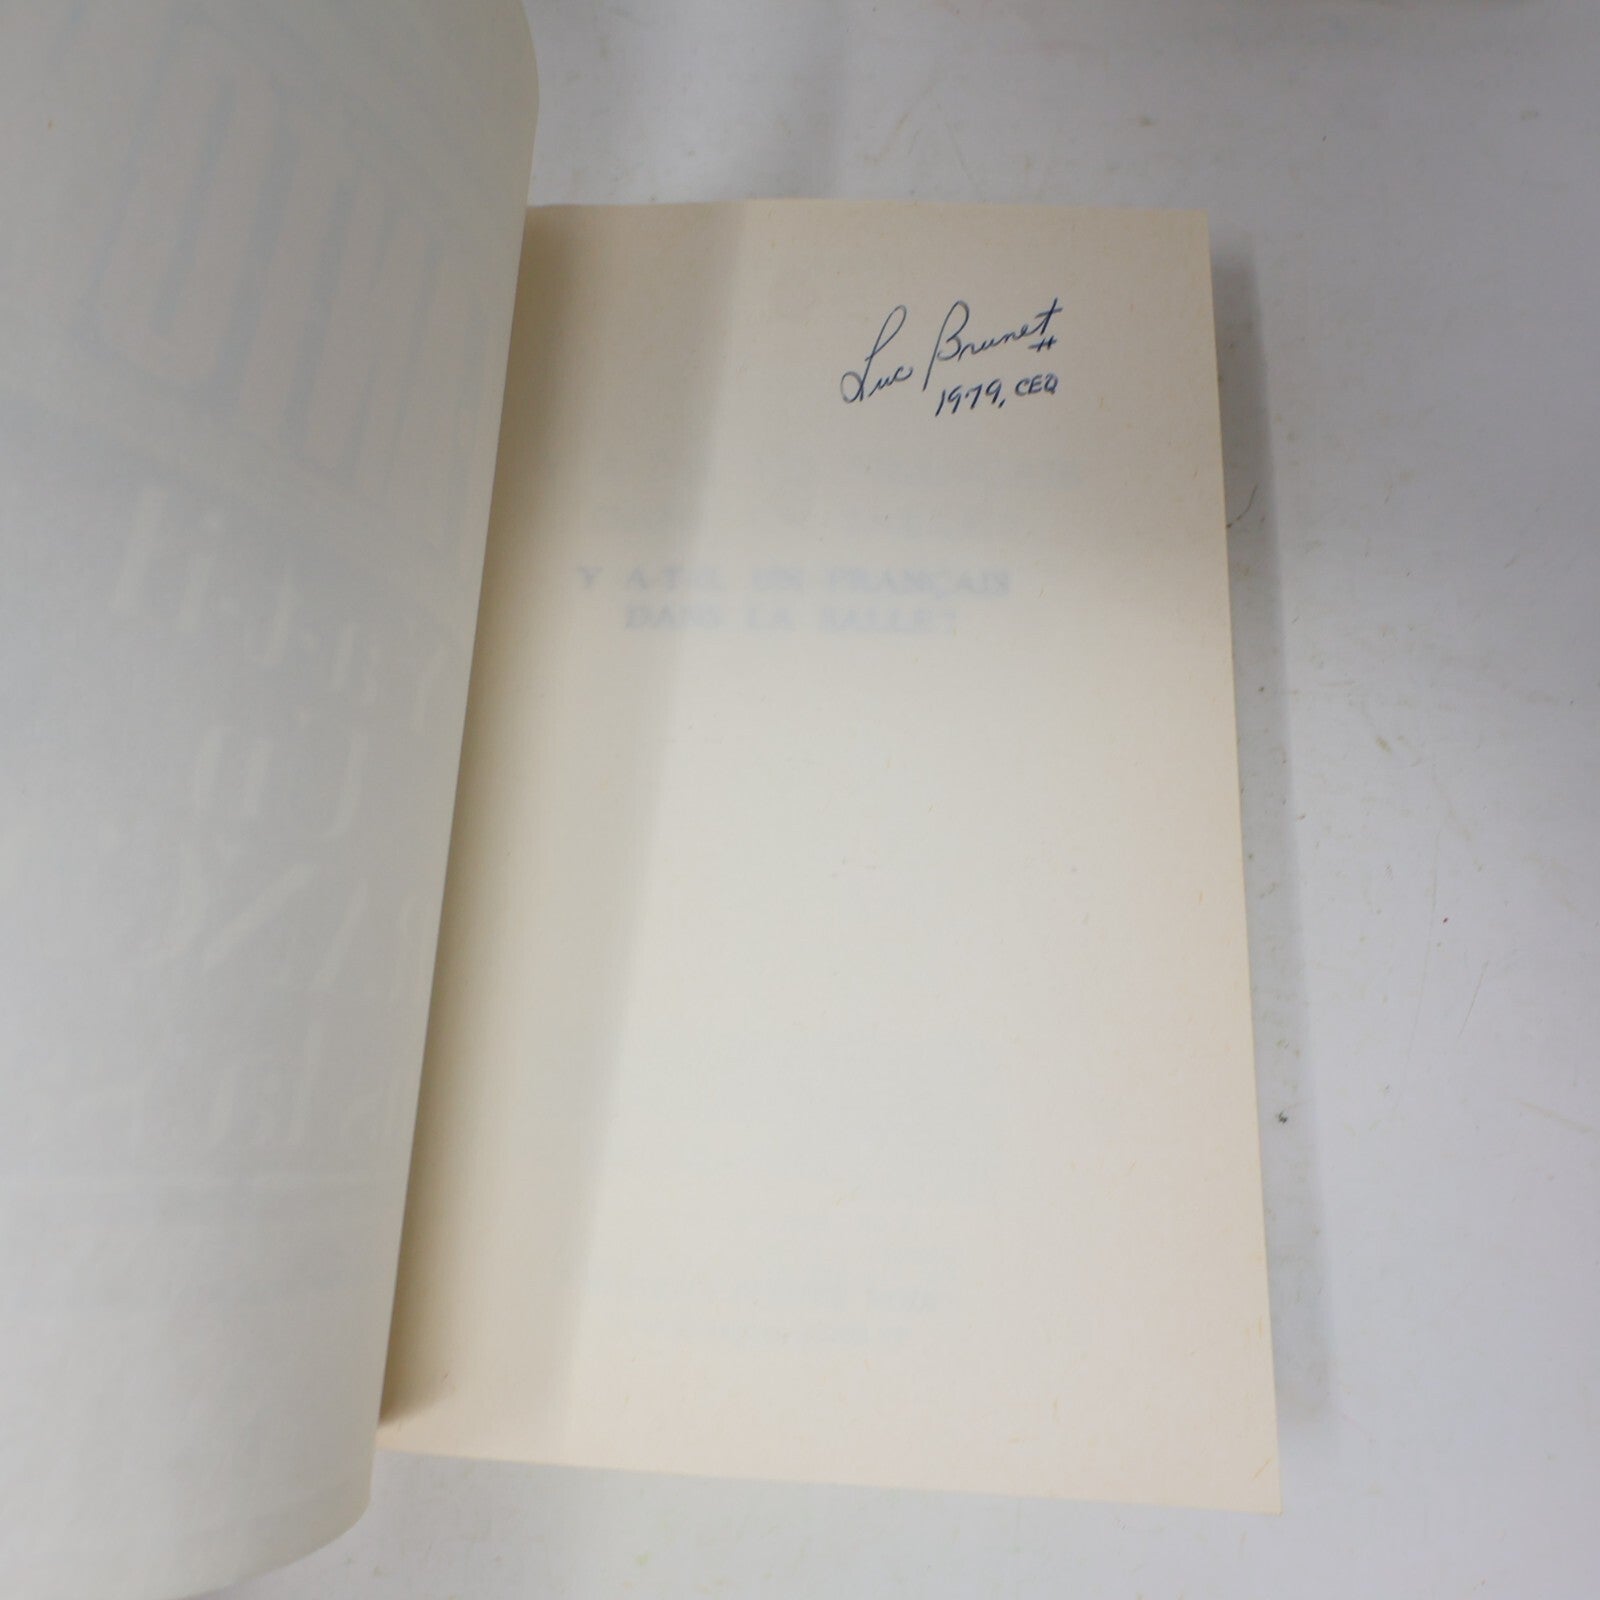 Luc Brunet
1979, CEQ
Y A-T-IL UN FRANÇAIS
DANS LA SALLE?